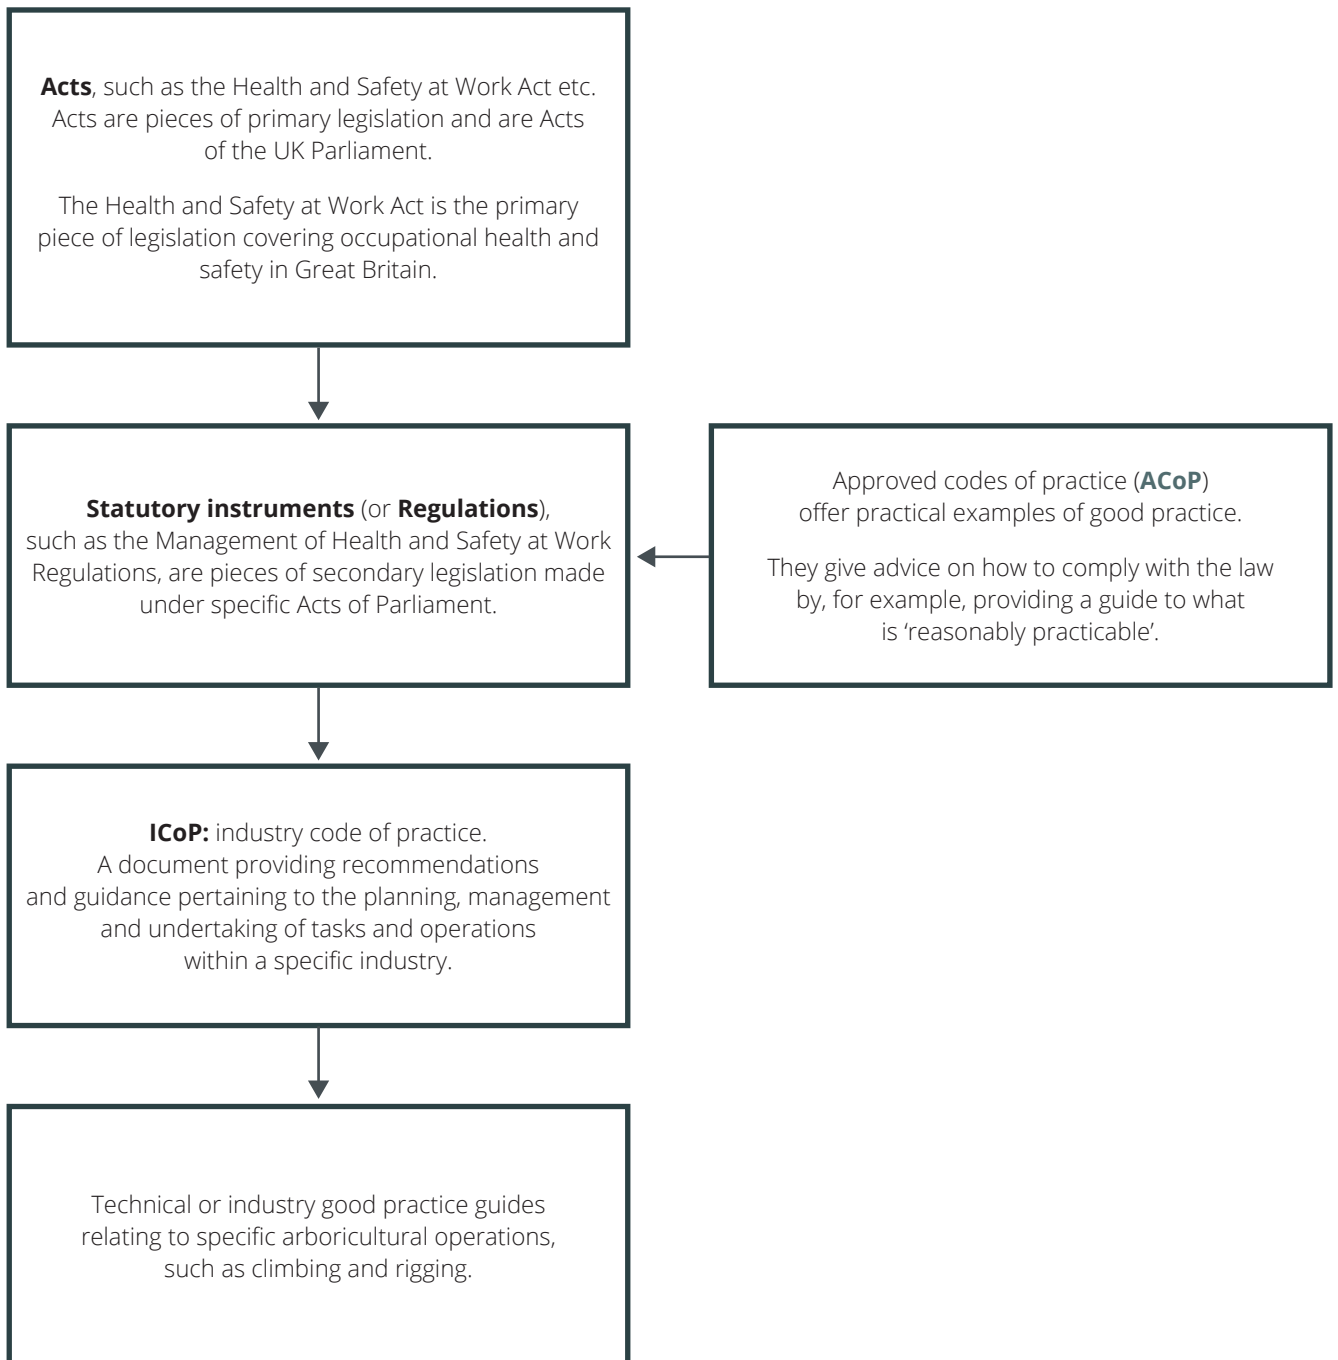 Acts, such as the Health and Safety at Work Act etc.
Acts are pieces of primary legislation and are Acts
of the UK Parliament.
The Health and Safety at Work Act is the primary
piece of legislation covering occupational health and
safety in Great Britain.
Statutory instruments (or Regulations),
such as the Management of Health and Safety at Work
Regulations, are pieces of secondary legislation made
under specific Acts of Parliament.
Approved codes of practice (ACoP)
offer practical examples of good practice.
They give advice on how to comply with the law
by, for example, providing a guide to what
is ‘reasonably practicable’.
ICoP: industry code of practice.
A document providing recommendations
and guidance pertaining to the planning, management
and undertaking of tasks and operations
within a specific industry.
Technical or industry good practice guides
relating to specific arboricultural operations,
such as climbing and rigging.